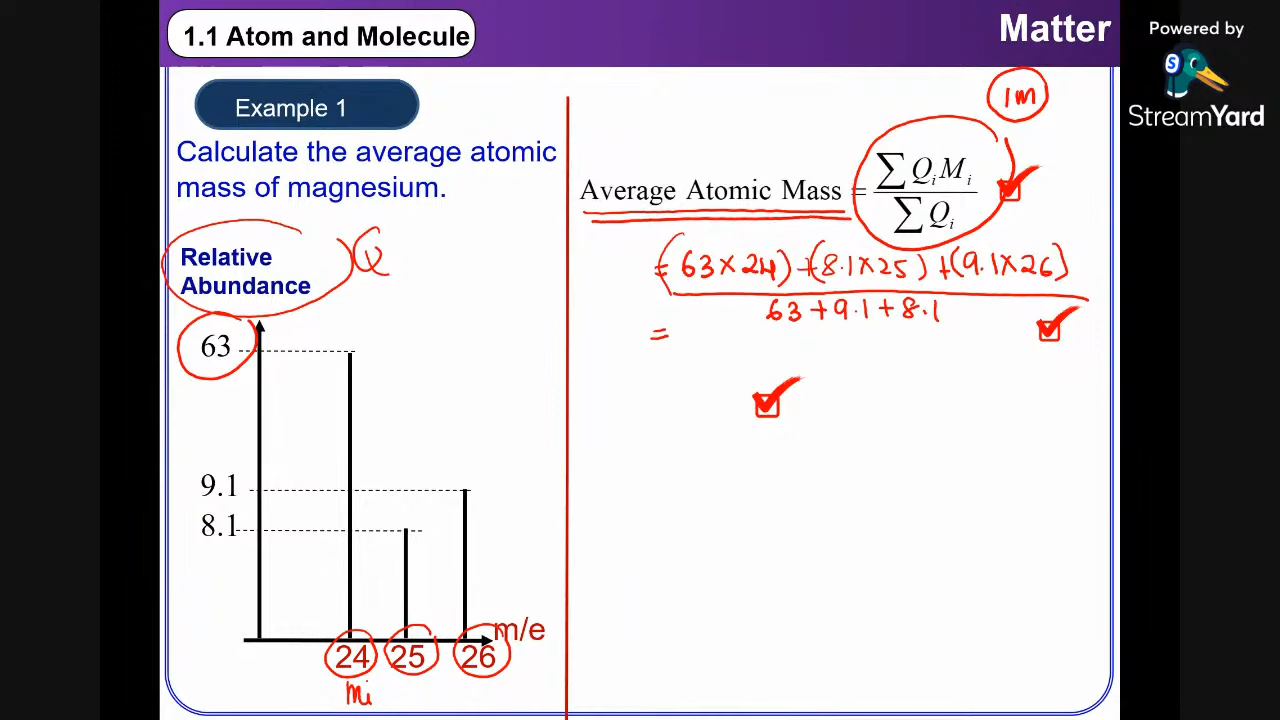 1.1 Atom and Molecule
Matter
Powered by
StreamYard
Example 1
1m
Calculate the average atomic
mass of magnesium.
Average Atomic Mass = ∑ QᵢMᵢ / ∑ Qᵢ
Relative
Abundance
Q
= (63 × 24) + (8.1 × 25) + (9.1 × 26)
63 + 9.1 + 8.1
=
63
9.1
8.1
m/e
24 25 26
mi